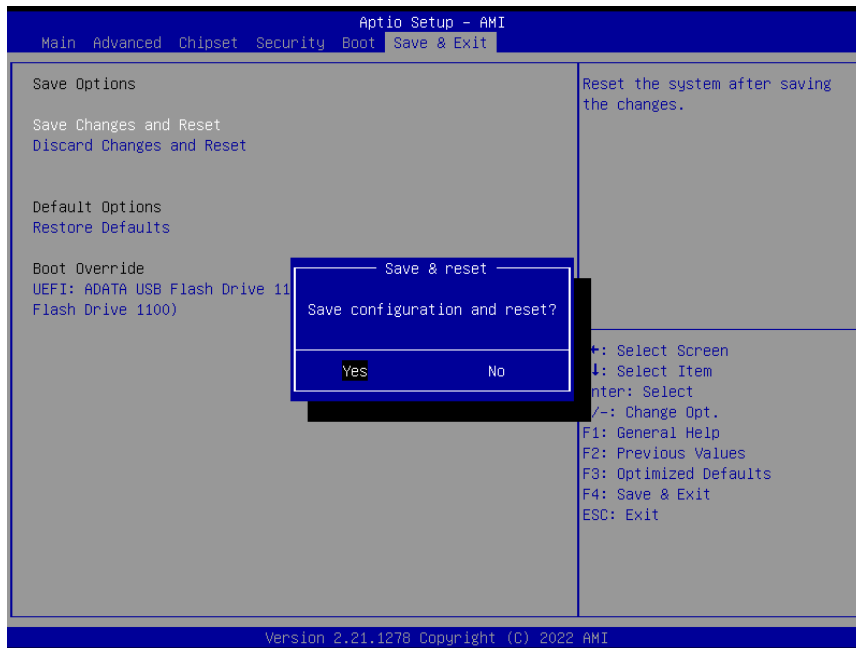 Aptio Setup – AMI
Main Advanced Chipset Security Boot Save & Exit
Save Options
Save Changes and Reset
Discard Changes and Reset
Default Options
Restore Defaults
Boot Override
UEFI: ADATA USB Flash Drive 11
Flash Drive 1100)
Reset the system after saving
the changes.
Save & reset
Save configuration and reset?
Yes No
: Select Screen
: Select Item
nter: Select
/-: Change Opt.
F1: General Help
F2: Previous Values
F3: Optimized Defaults
F4: Save & Exit
ESC: Exit
Version 2.21.1278 Copyright (C) 2022 AMI